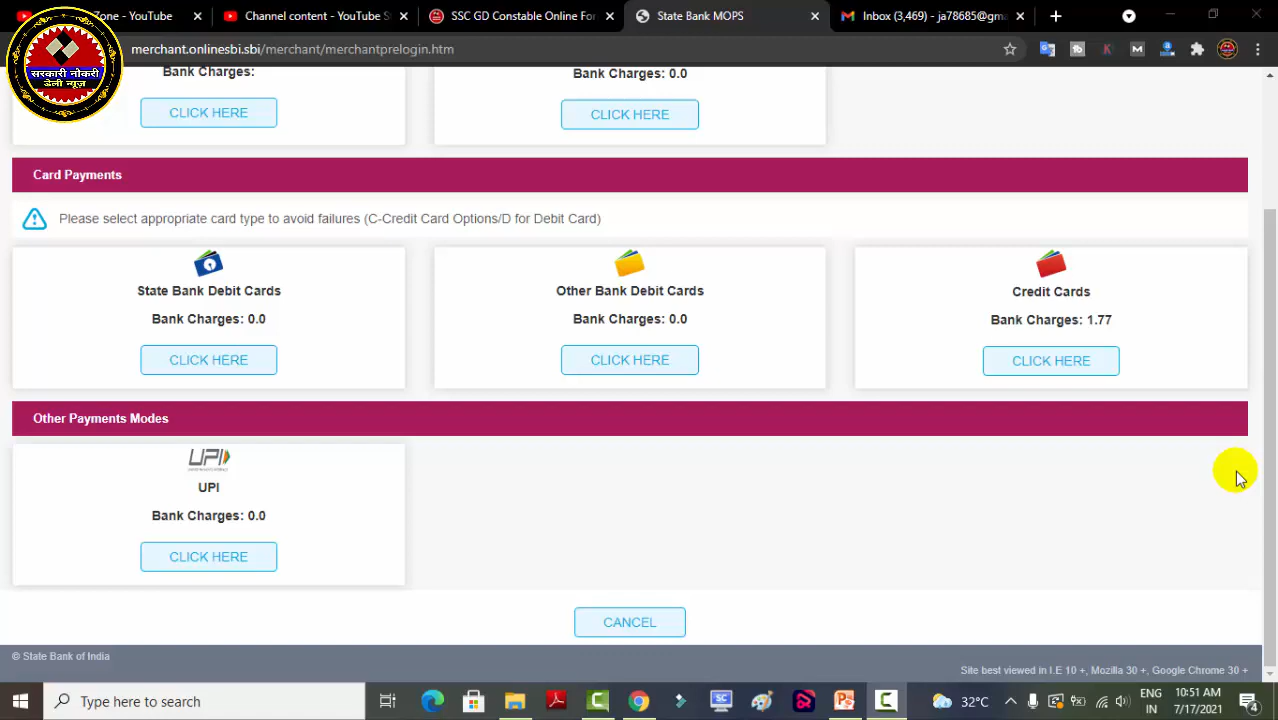 Zone - YouTube
Channel content - YouTube S
SSC GD Constable Online For
State Bank MOPS
Inbox (3,469) - ja78685@gma
merchant.onlinesbi.sbi/merchant/merchantprelogin.htm
सरकारी नोकरी
डेली न्यूज़
Bank Charges:
Bank Charges: 0.0
CLICK HERE
CLICK HERE
Card Payments
Please select appropriate card type to avoid failures (C-Credit Card Options/D for Debit Card)
State Bank Debit Cards
Bank Charges: 0.0
CLICK HERE
Other Bank Debit Cards
Bank Charges: 0.0
CLICK HERE
Credit Cards
Bank Charges: 1.77
CLICK HERE
Other Payments Modes
UPI
UPI
Bank Charges: 0.0
CLICK HERE
CANCEL
© State Bank of India
Site best viewed in I.E 10 +, Mozilla 30 +, Google Chrome 30 +
Type here to search
32°C
ENG
IN
10:51 AM
7/17/2021
4